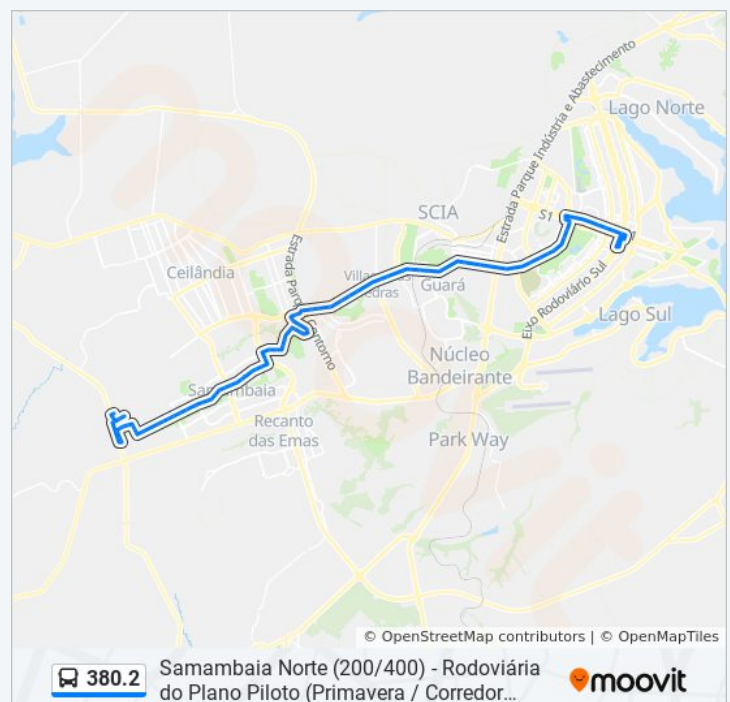 Lago Norte
Estrada Parque Indústria e Abastecimento
SCIA
S1
Estrada Parque Contorno
Ceilândia
Guará
Eixo Rodoviário Sul
Lago Sul
Núcleo
Bandeirante
Samambaia
Recanto
das Emas
Park Way
© OpenStreetMap contributors | © OpenMapTiles
380.2
Samambaia Norte (200/400) - Rodoviária
do Plano Piloto (Primavera / Corredor...
moovit